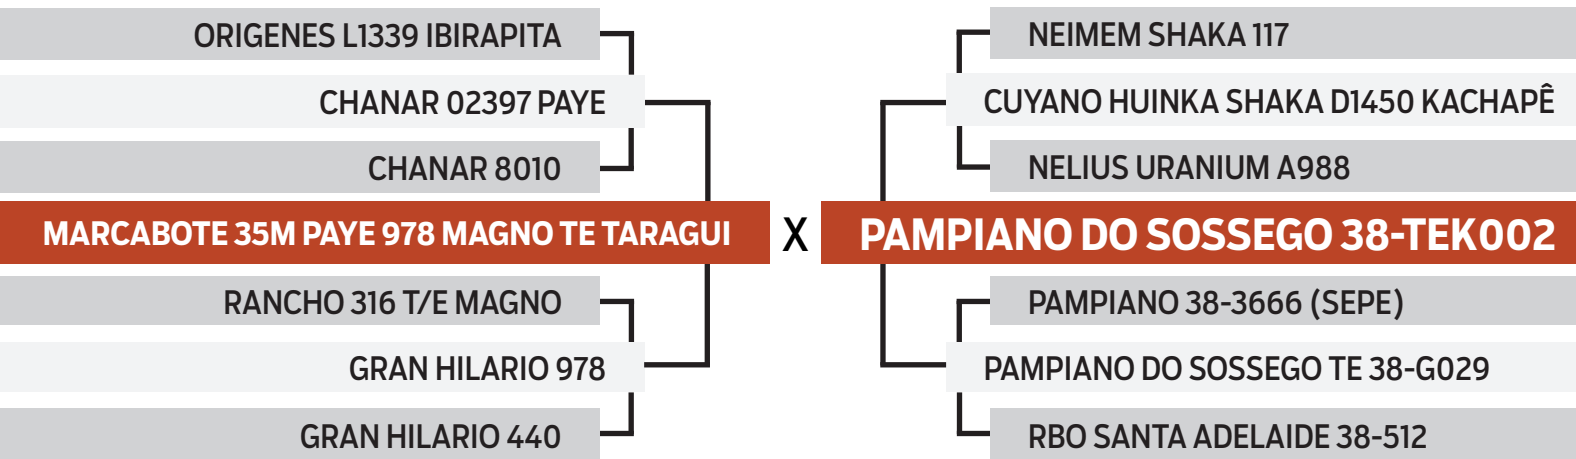 ORIGENES L1339 IBIRAPITA
CHANAR 02397 PAYE
CHANAR 8010
MARCABOTE 35M PAYE 978 MAGNO TE TARAGUI
RANCHO 316 T/E MAGNO
GRAN HILARIO 978
GRAN HILARIO 440
X
NEIMEM SHAKA 117
CUYANO HUINKA SHAKA D1450 KACHAPÊ
NELIUS URANIUM A988
PAMPIANO DO SOSSEGO 38-TEK002
PAMPIANO 38-3666 (SEPE)
PAMPIANO DO SOSSEGO TE 38-G029
RBO SANTA ADELAIDE 38-512